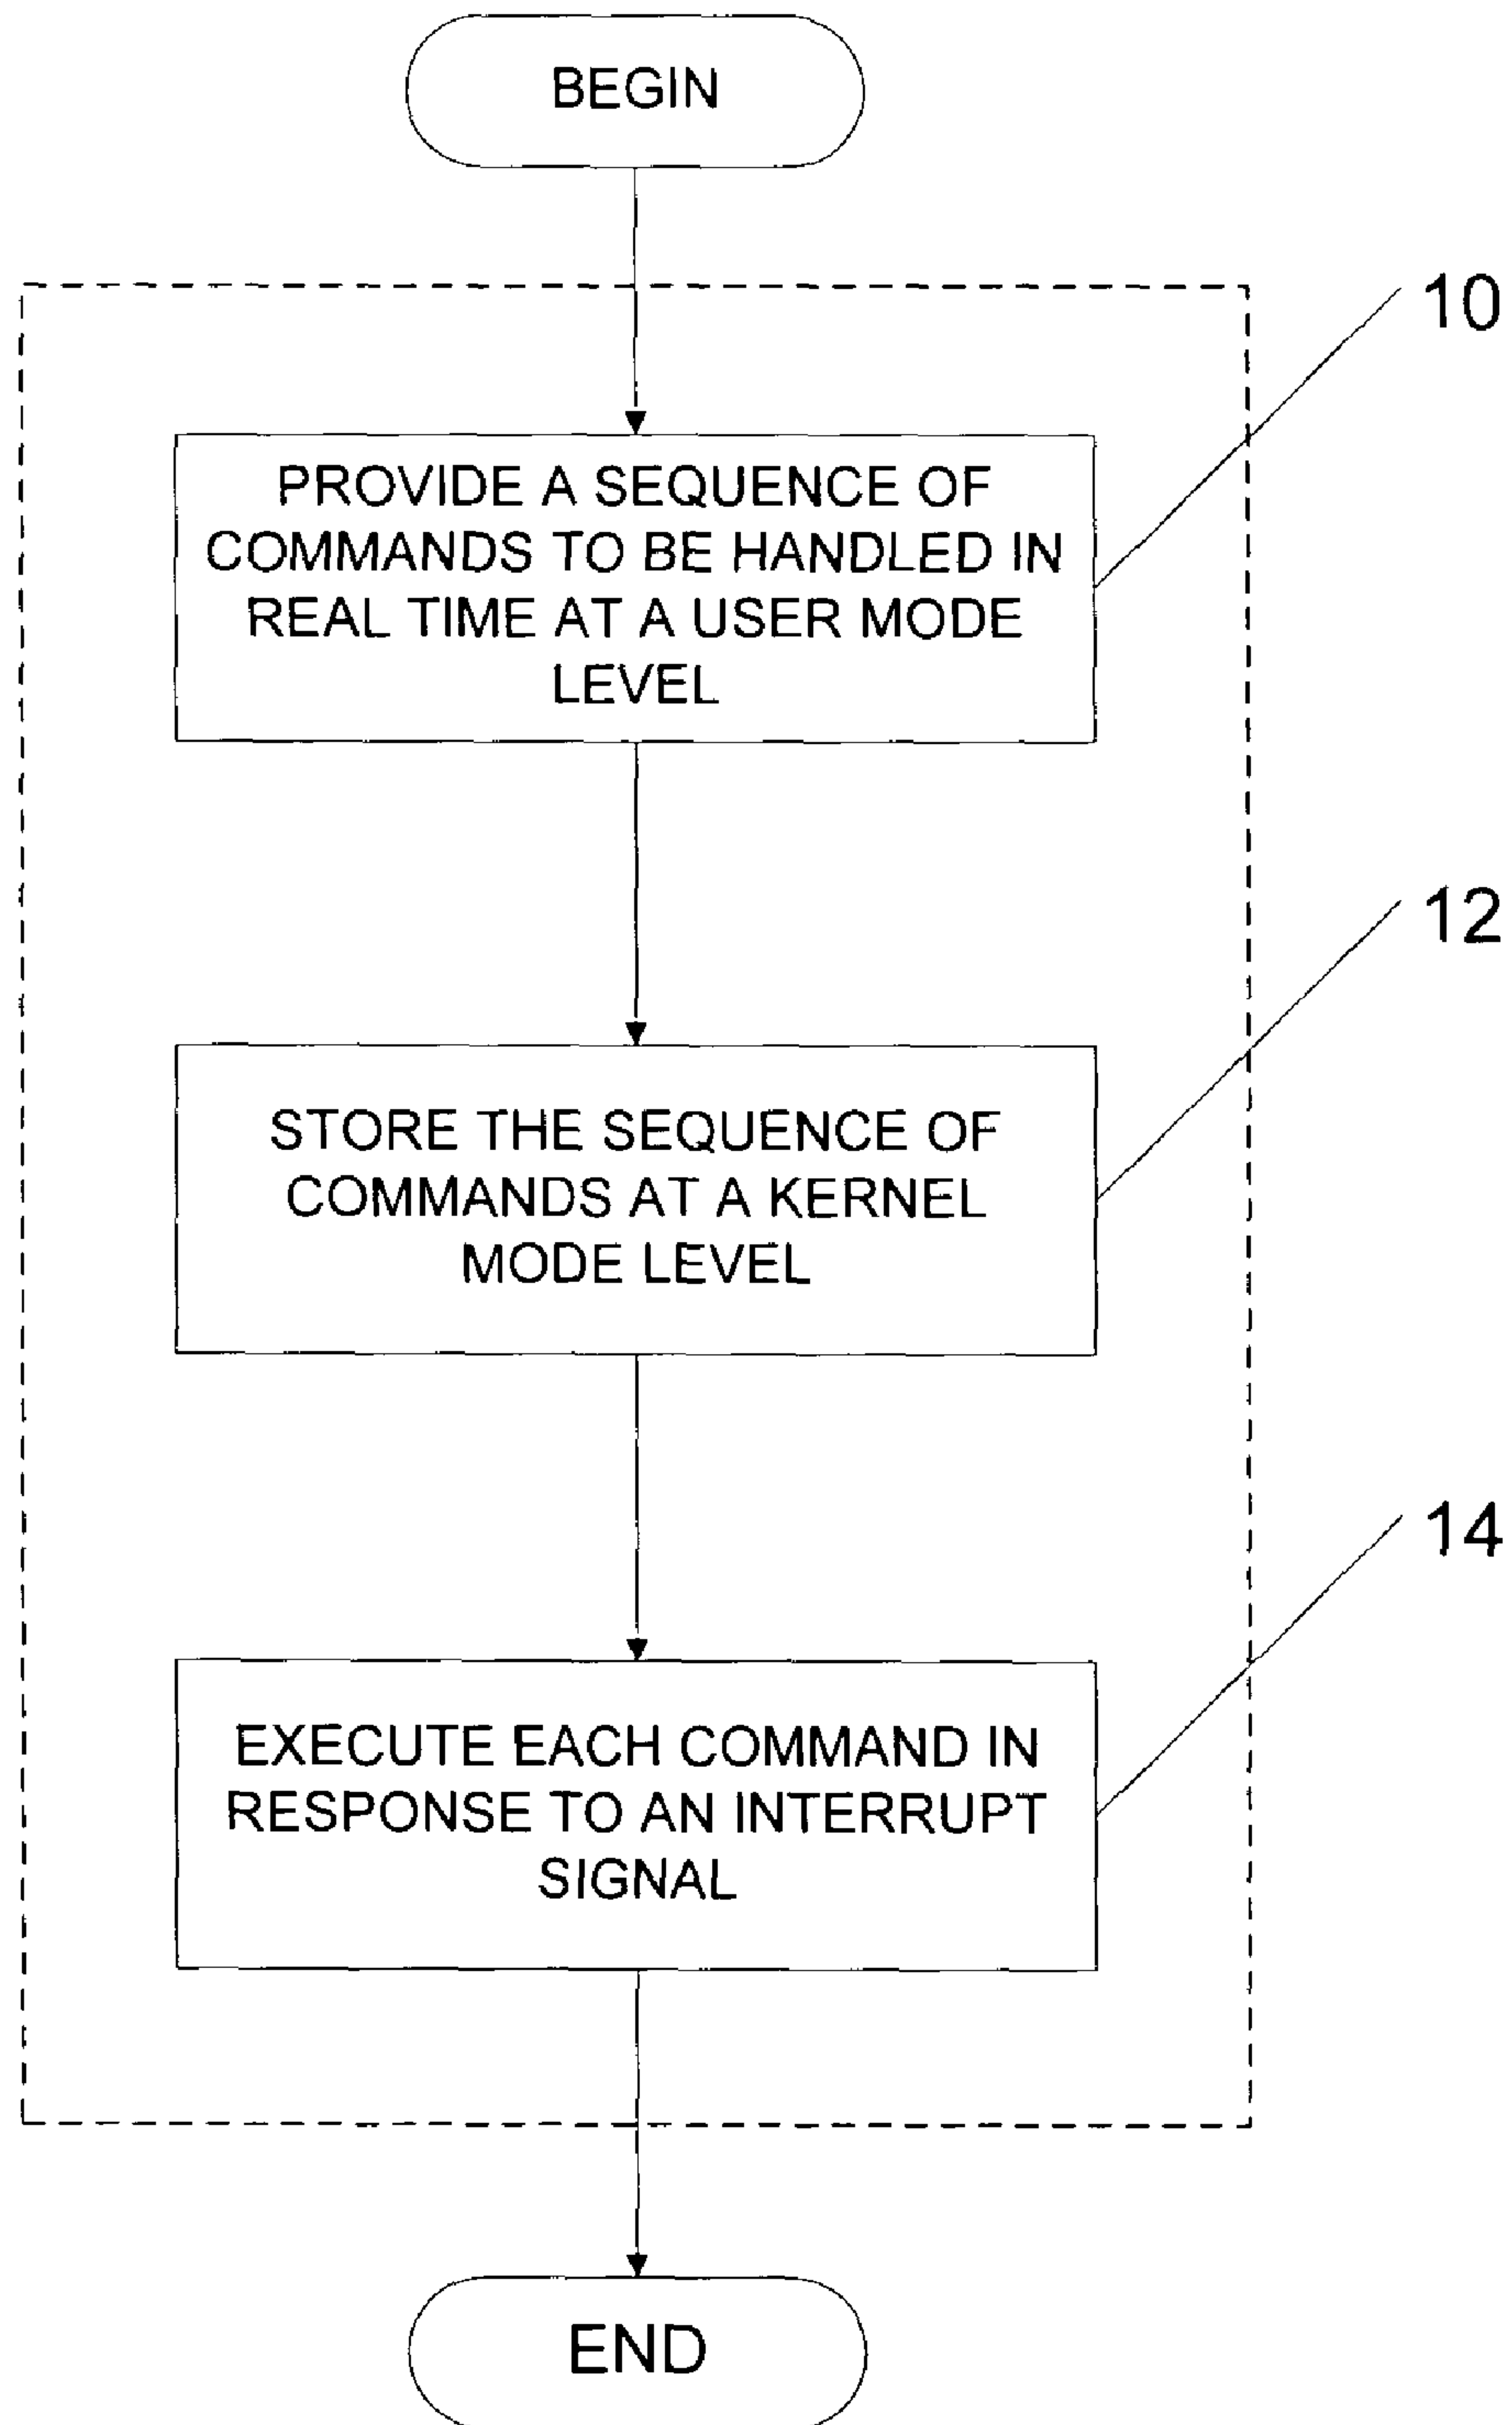 BEGIN
10
PROVIDE A SEQUENCE OF
COMMANDS TO BE HANDLED IN
REAL TIME AT A USER MODE
LEVEL
12
STORE THE SEQUENCE OF
COMMANDS AT A KERNEL
MODE LEVEL
14
EXECUTE EACH COMMAND IN
RESPONSE TO AN INTERRUPT
SIGNAL
END